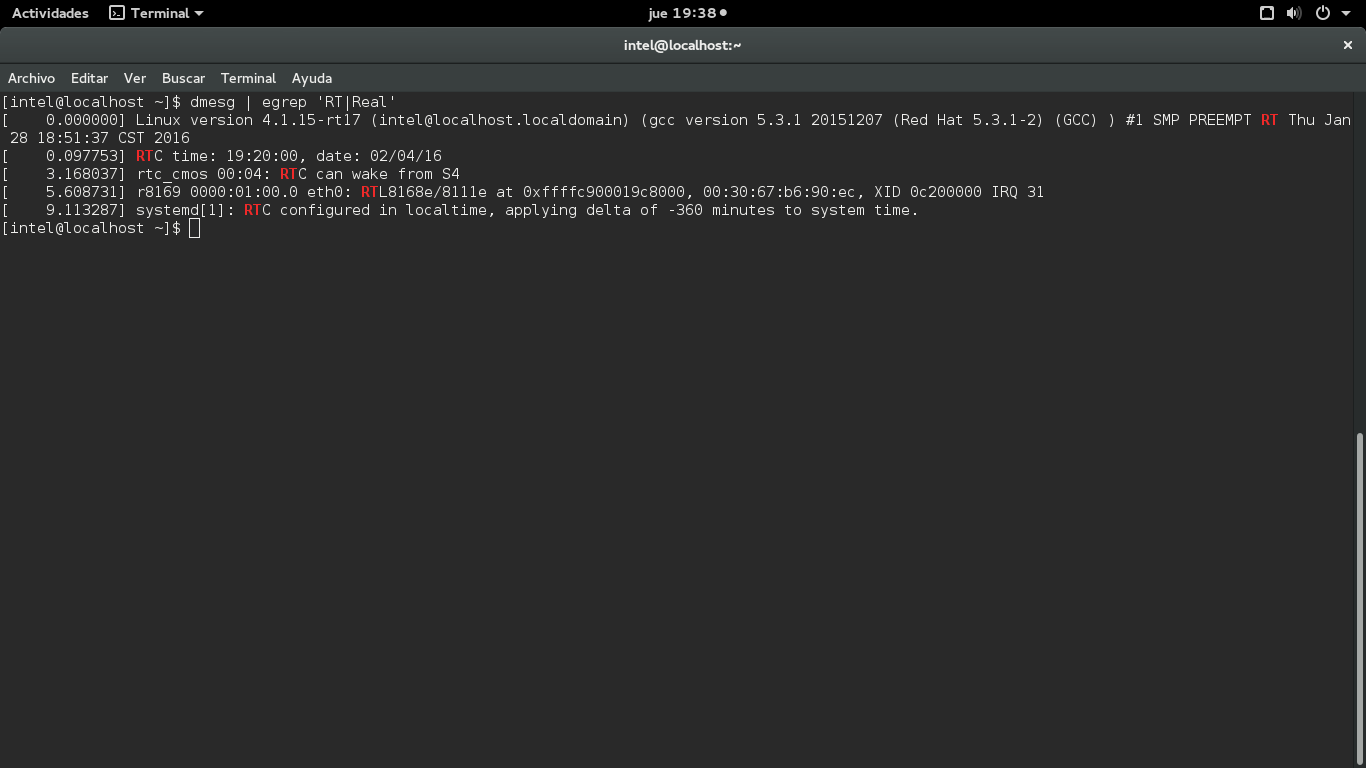 Actividades Terminal jue 19:38
intel@localhost:~
Archivo Editar Ver Buscar Terminal Ayuda
[intel@localhost ~]$ dmesg | egrep 'RT|Real'
[    0.000000] Linux version 4.1.15-rt17 (intel@localhost.localdomain) (gcc version 5.3.1 20151207 (Red Hat 5.3.1-2) (GCC) ) #1 SMP PREEMPT RT Thu Jan
 28 18:51:37 CST 2016
[    0.097753] RTC time: 19:20:00, date: 02/04/16
[    3.168037] rtc_cmos 00:04: RTC can wake from S4
[    5.608731] r8169 0000:01:00.0 eth0: RTL8168e/8111e at 0xffffc900019c8000, 00:30:67:b6:90:ec, XID 0c200000 IRQ 31
[    9.113287] systemd[1]: RTC configured in localtime, applying delta of -360 minutes to system time.
[intel@localhost ~]$